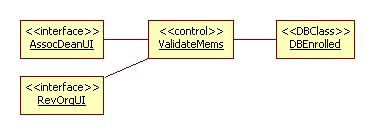 <<interface>>
AssocDeanUI
<<control>>
ValidateMems
<<DBClass>>
DBEnrolled
<<interface>>
RevOrgUI